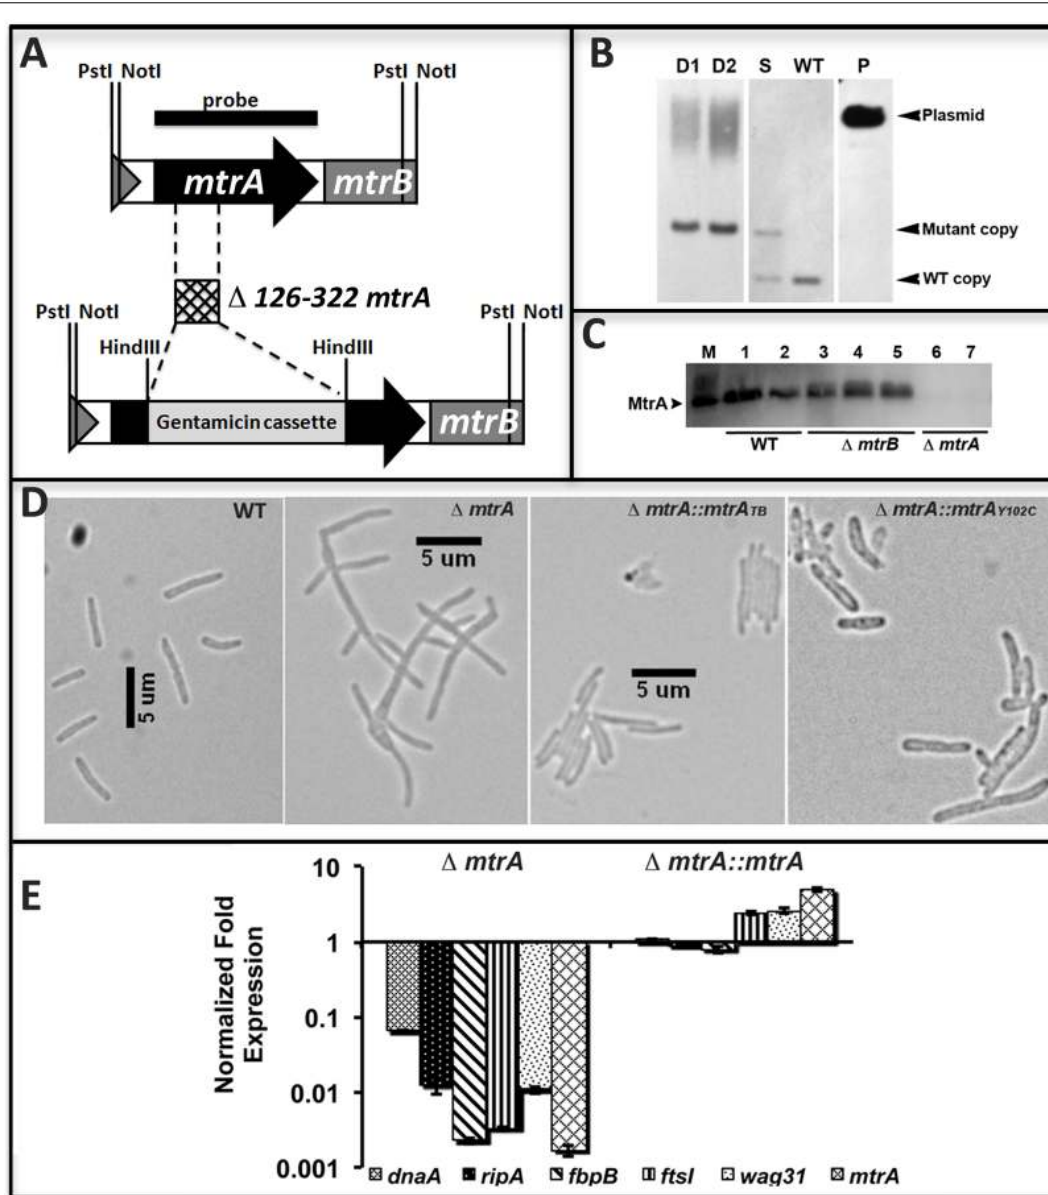 A
PstI NotI PstI NotI
probe
mtrA mtrB
Δ 126-322 mtrA
PstI NotI PstI NotI
HindIII HindIII
Gentamicin cassette mtrB
B
D1 D2 S WT P
Plasmid
Mutant copy
WT copy
C
M 1 2 3 4 5 6 7
MtrA
WT Δ mtrB Δ mtrA
D
WT Δ mtrA Δ mtrA::mtrATB Δ mtrA::mtrAY102C
5 um
5 um
5 um
E
Δ mtrA Δ mtrA::mtrA
Normalized Fold
Expression
10
1
0.1
0.01
0.001
dnaA ripA fbpB ftsI wag31 mtrA